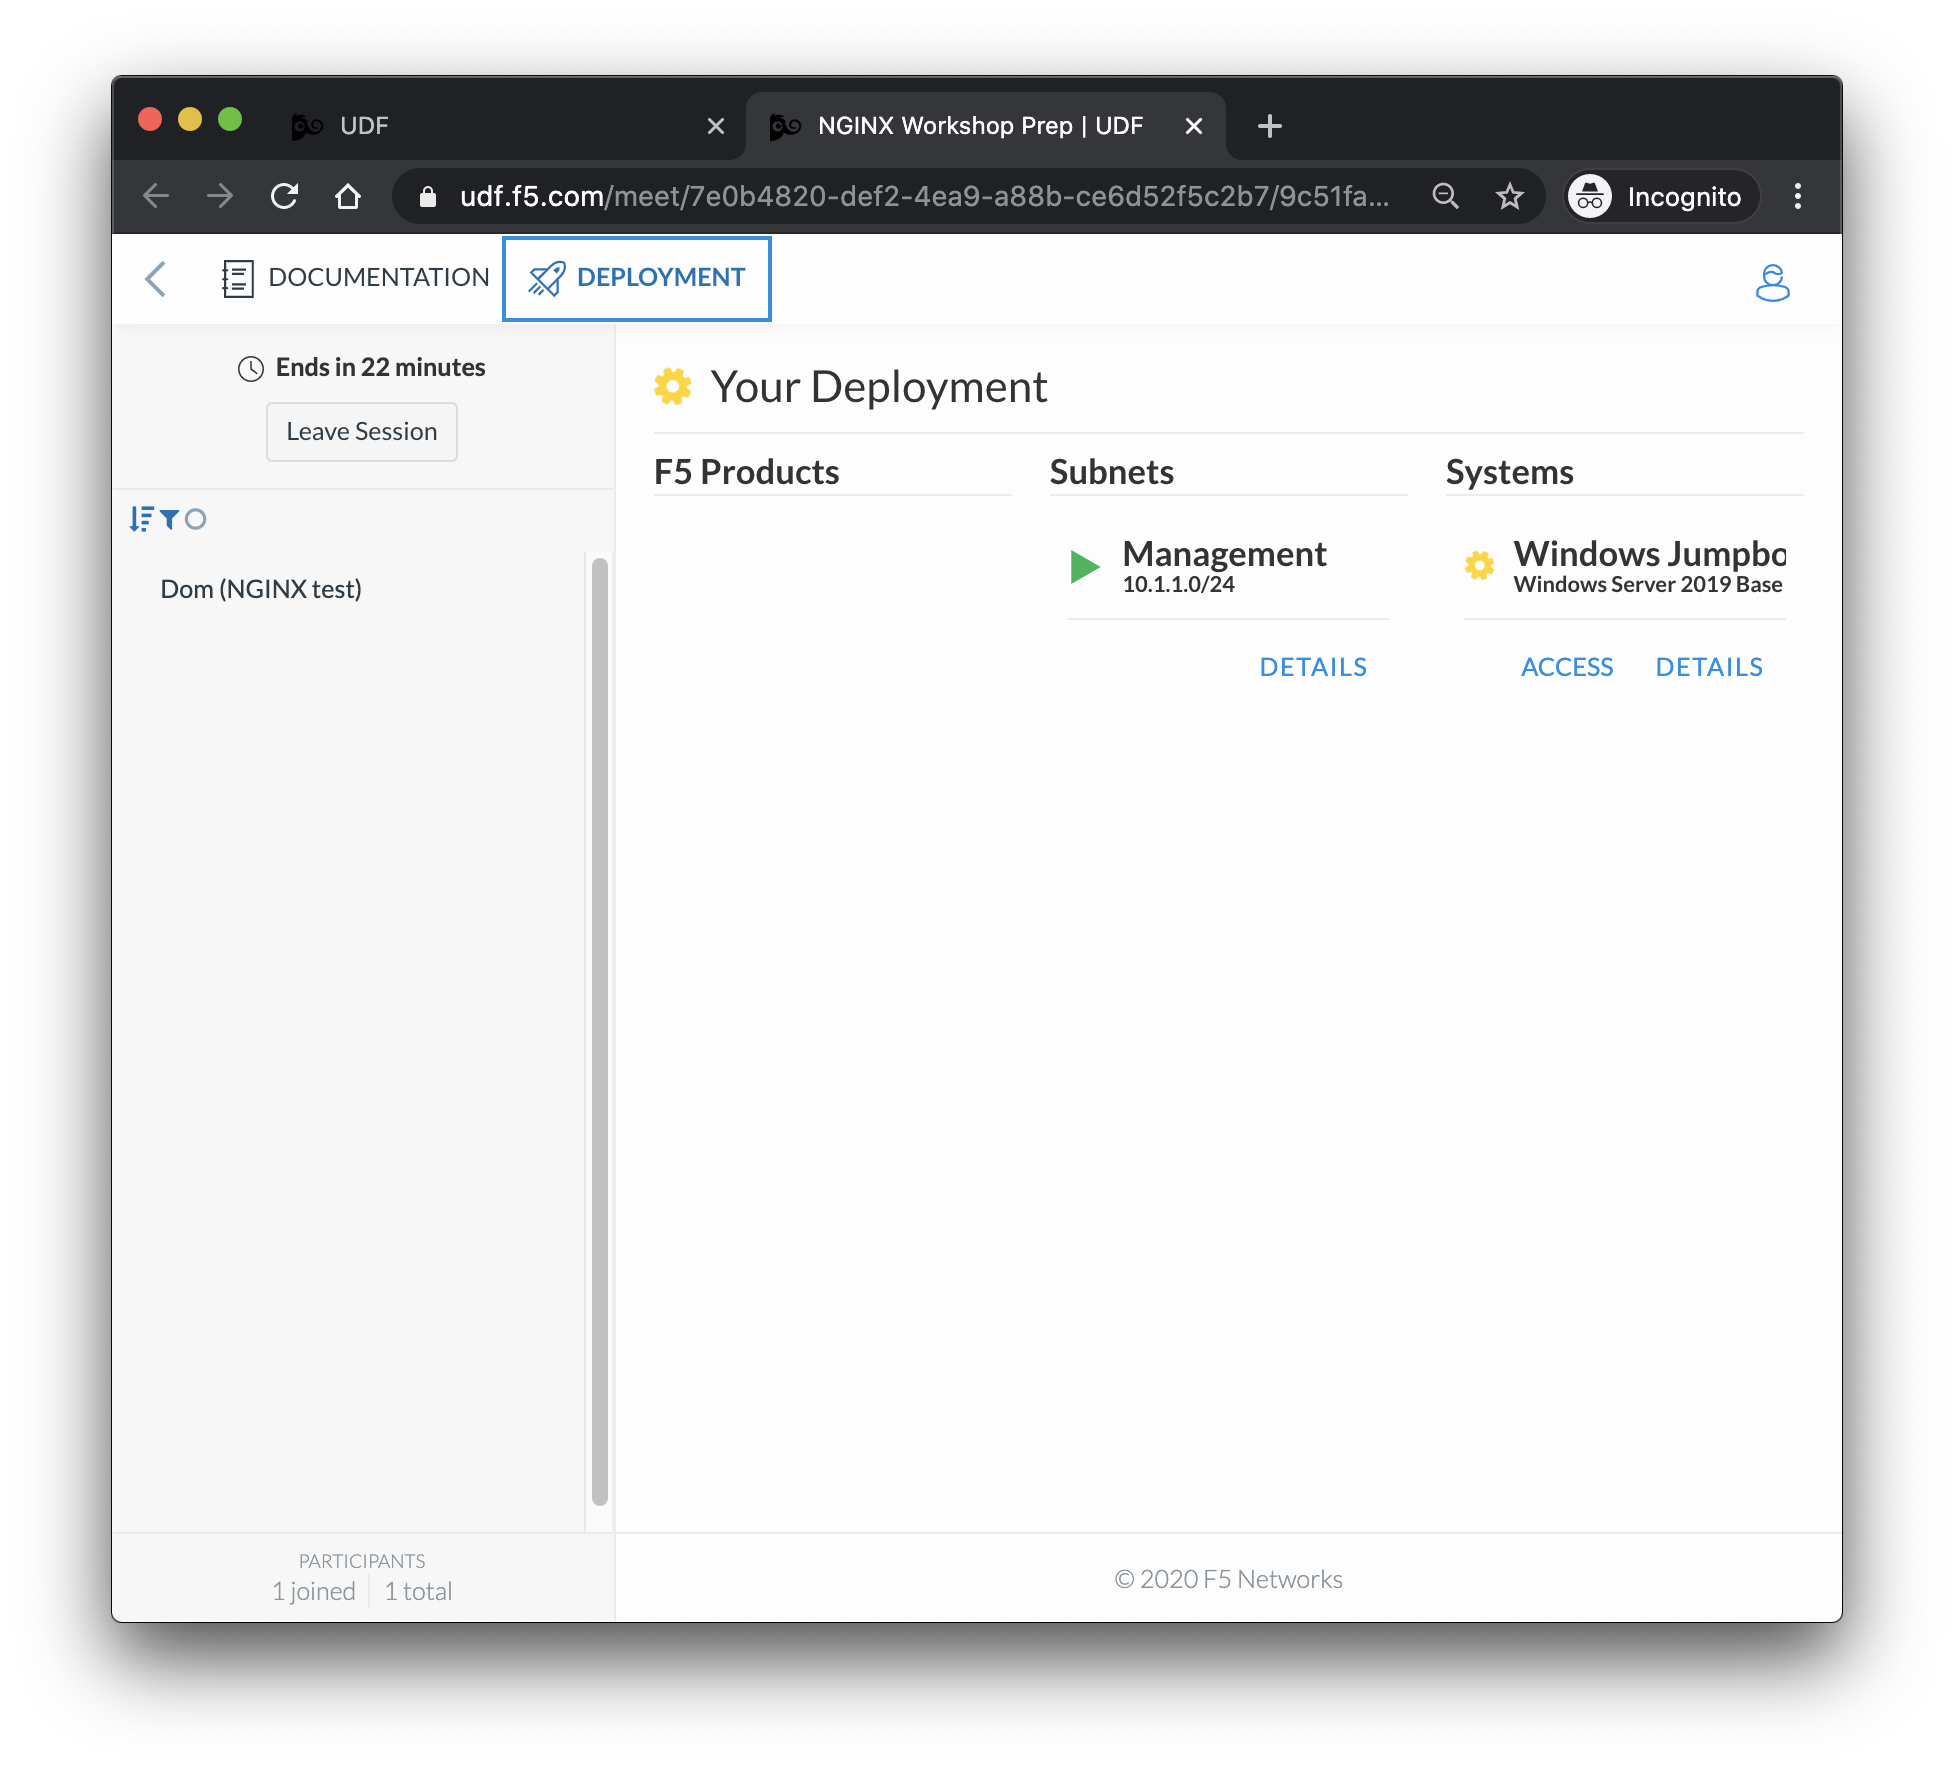 UDF
NGINX Workshop Prep | UDF
udf.f5.com/meet/7e0b4820-def2-4ea9-a88b-ce6d52f5c2b7/9c51fa...
Incognito
DOCUMENTATION
DEPLOYMENT
Ends in 22 minutes
Leave Session
Dom (NGINX test)
Your Deployment
F5 Products
Subnets
Systems
Management
10.1.1.0/24
DETAILS
Windows Jumpbo
Windows Server 2019 Base
ACCESS DETAILS
PARTICIPANTS
1 joined 1 total
© 2020 F5 Networks